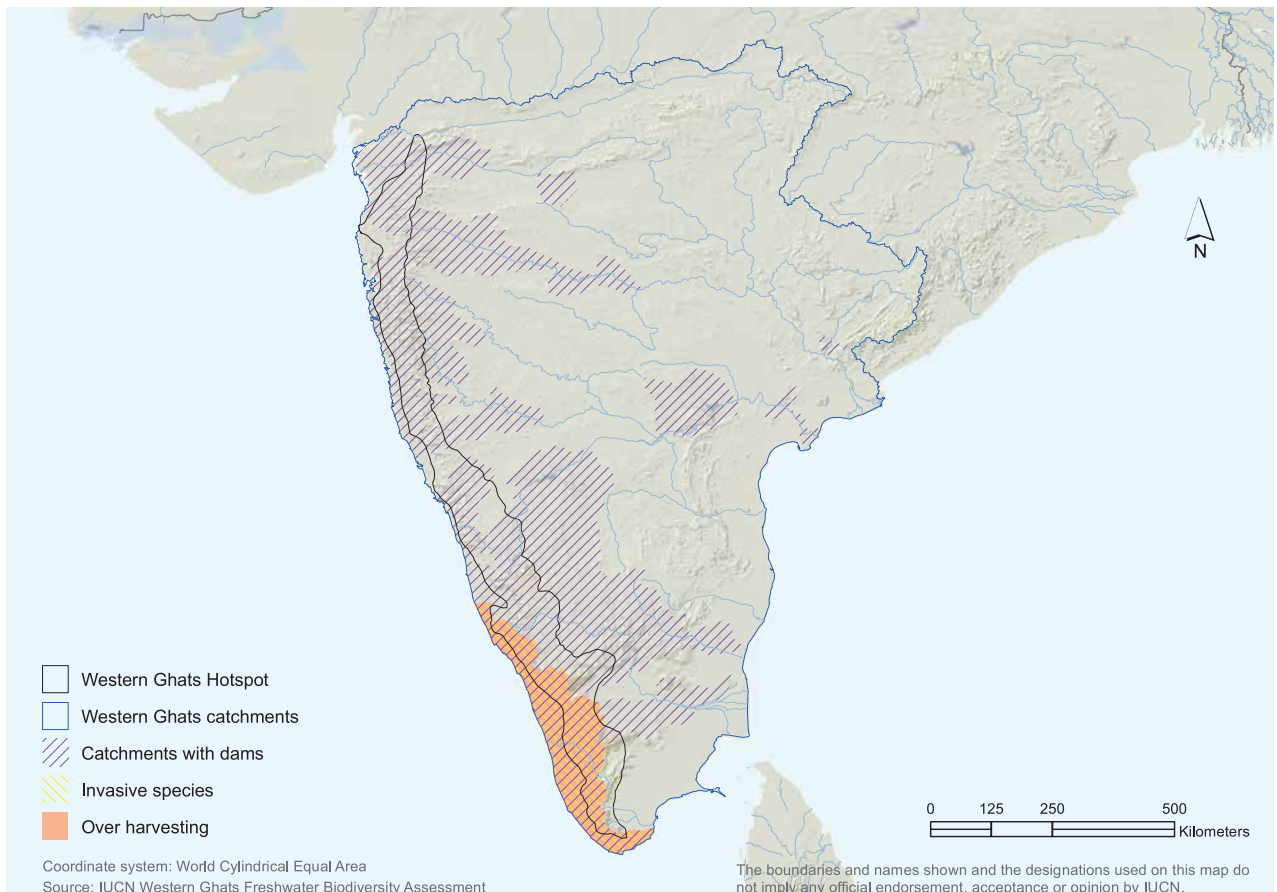 N
Western Ghats Hotspot
Western Ghats catchments
Catchments with dams
Invasive species
Over harvesting
0 125 250 500
Kilometers
Coordinate system: World Cylindrical Equal Area
Source: IUCN Western Ghats Freshwater Biodiversity Assessment
The boundaries and names shown and the designations used on this map do
not imply any official endorsement, acceptance or opinion by IUCN.